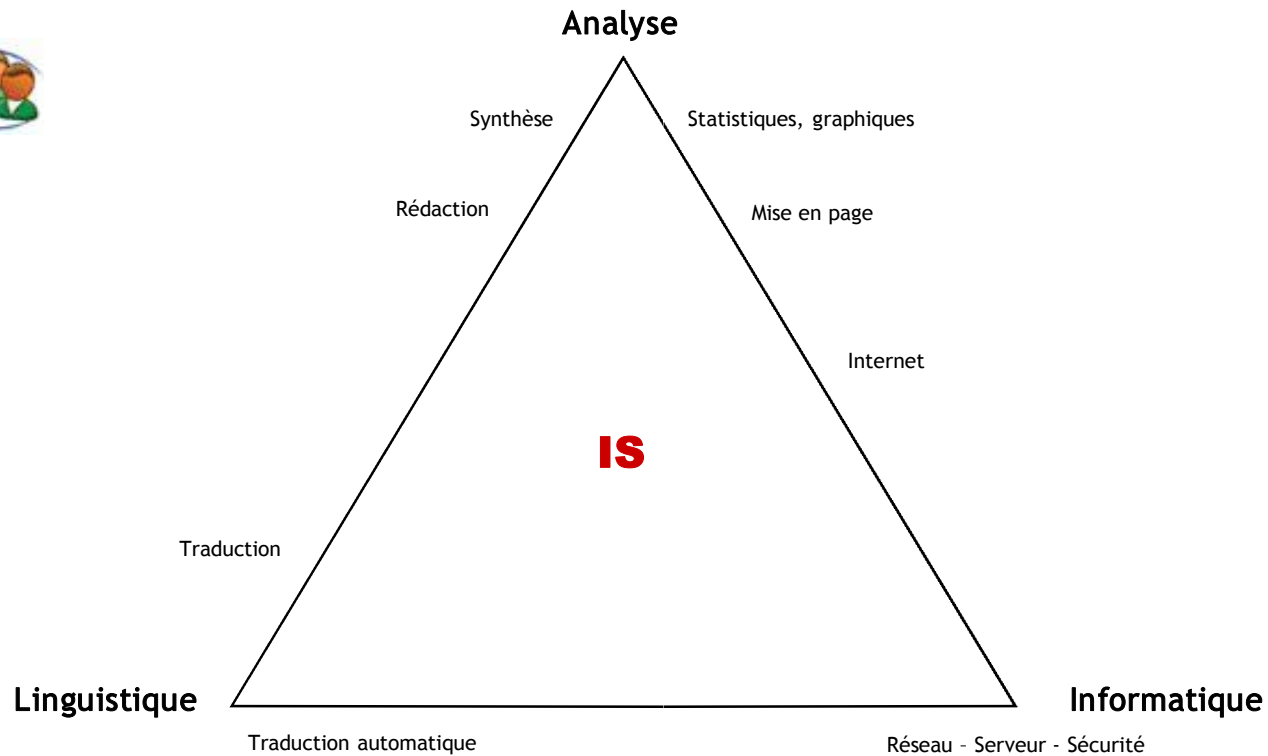 Analyse
Synthèse
Statistiques, graphiques
Rédaction
Mise en page
Internet
IS
Traduction
Linguistique
Informatique
Traduction automatique
Réseau – Serveur - Sécurité